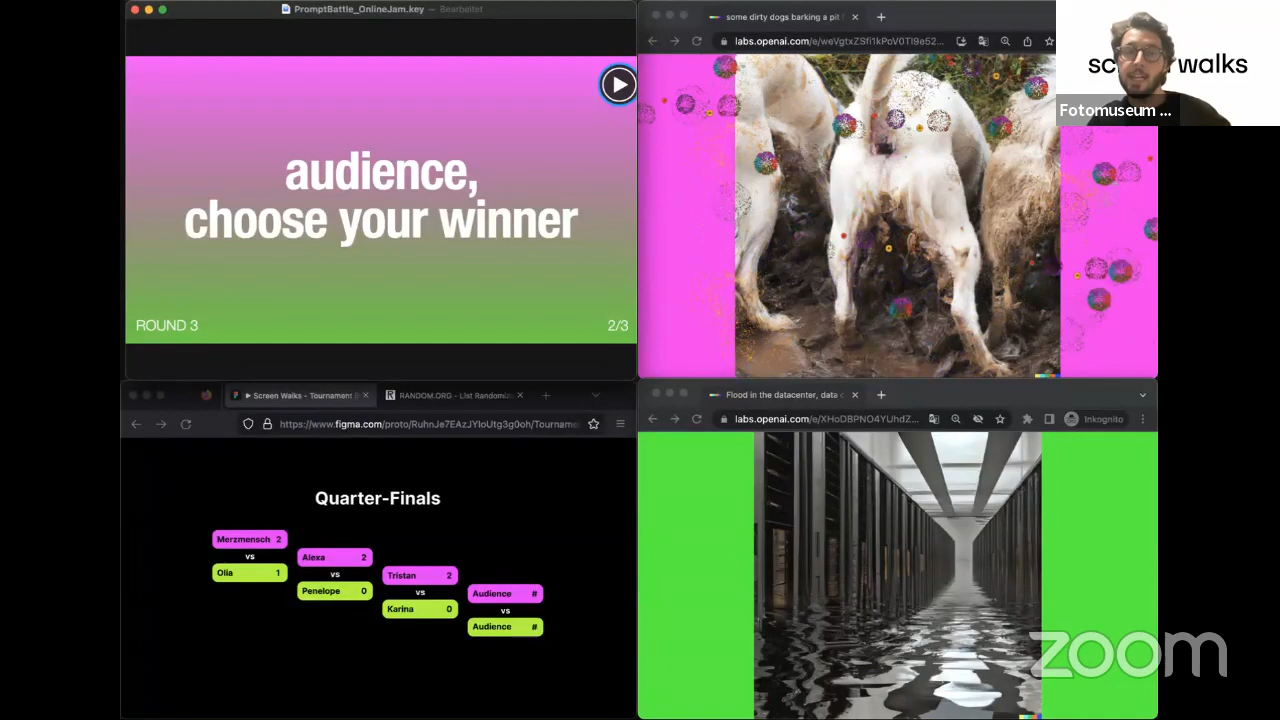 PromptBattle_OnlineJam.key — Bearbeitet
audience,
choose your winner
ROUND 3
2/3
some dirty dogs barking a pit
labs.openai.com/e/weVgtxZSfi1kPoV0TI9e52...
walks
Fotomuseum ...
Screen Walks - Tournament B
RANDOM.ORG - List Randomiz
https://www.figma.com/proto/RuhnJe7EAzJYIoUtg3g0oh/Tourname
Quarter-Finals
Merzmensch 2
vs
Olia 1
Alexa 2
vs
Penelope 0
Tristan 2
vs
Karina 0
Audience #
vs
Audience #
Flood in the datacenter, data c
labs.openai.com/e/XHoDBPNO4YUhdZ...
Inkognito
zoom